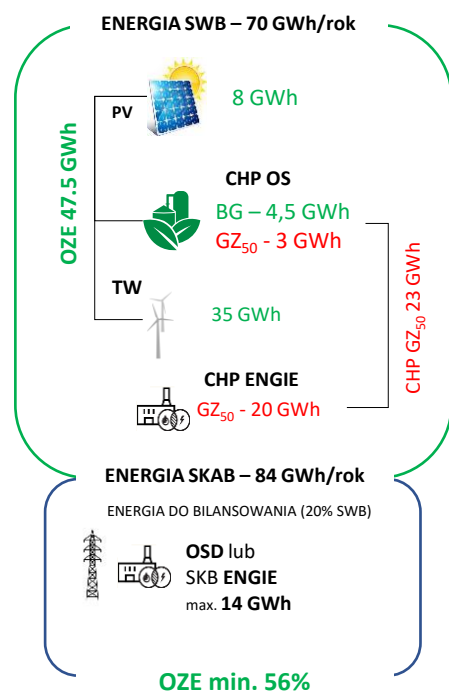 ENERGIA SWB – 70 GWh/rok
PV
8 GWh
OZE 47.5 GWh
CHP OS
BG – 4,5 GWh
GZ₅₀ - 3 GWh
TW
35 GWh
CHP GZ₅₀ 23 GWh
CHP ENGIE
GZ₅₀ - 20 GWh
ENERGIA SKAB – 84 GWh/rok
ENERGIA DO BILANSOWANIA (20% SWB)
OSD lub
SKB ENGIE
max. 14 GWh
OZE min. 56%